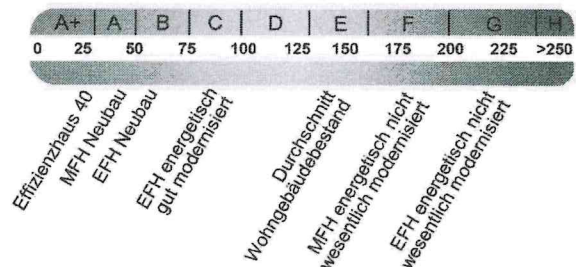 A+ A B C D E F G H
0 25 50 75 100 125 150 175 200 225 >250
Effizienzhaus 40
MFH Neubau
EFH Neubau
EFH energetisch
gut modernisiert
Durchschnitt
Wohngebäudebestand
MFH energetisch nicht
wesentlich modernisiert
EFH energetisch nicht
wesentlich modernisiert